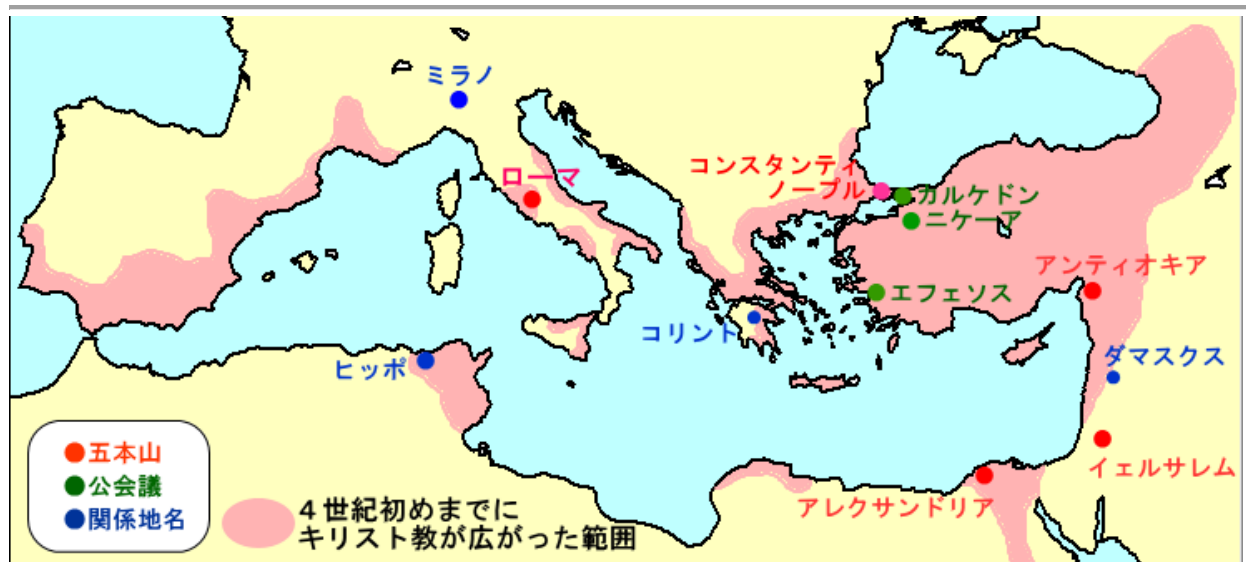 ミラノ
ローマ
コンスタンティ
ノープル
カルケドン
ニケーア
アンティオキア
エフェソス
コリント
ヒッポ
ダマスクス
イェルサレム
アレクサンドリア
五本山
公会議
関係地名
４世紀初めまでに
キリスト教が広がった範囲